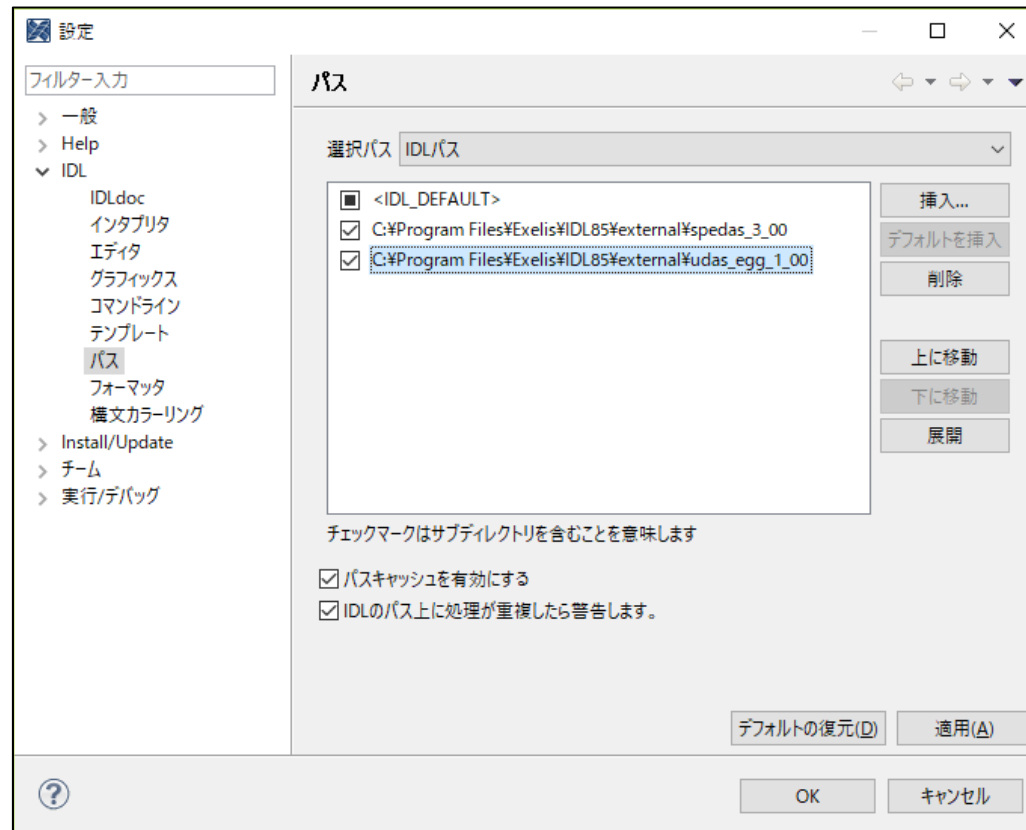 設定
フィルター入力
一般
Help
IDL
IDLdoc
インタプリタ
エディタ
グラフィックス
コマンドライン
テンプレート
パス
フォーマッタ
構文カラーリング
Install/Update
チーム
実行/デバッグ
パス
選択パス IDLパス
<IDL_DEFAULT>
C:¥Program Files¥Exelis¥IDL85¥external¥spedas_3_00
C:¥Program Files¥Exelis¥IDL85¥external¥udas_egg_1_00
挿入...
デフォルトを挿入
削除
上に移動
下に移動
展開
チェックマークはサブディレクトリを含むことを意味します
パスキャッシュを有効にする
IDLのパス上に処理が重複したら警告します。
デフォルトの復元(D) 適用(A)
? OK キャンセル